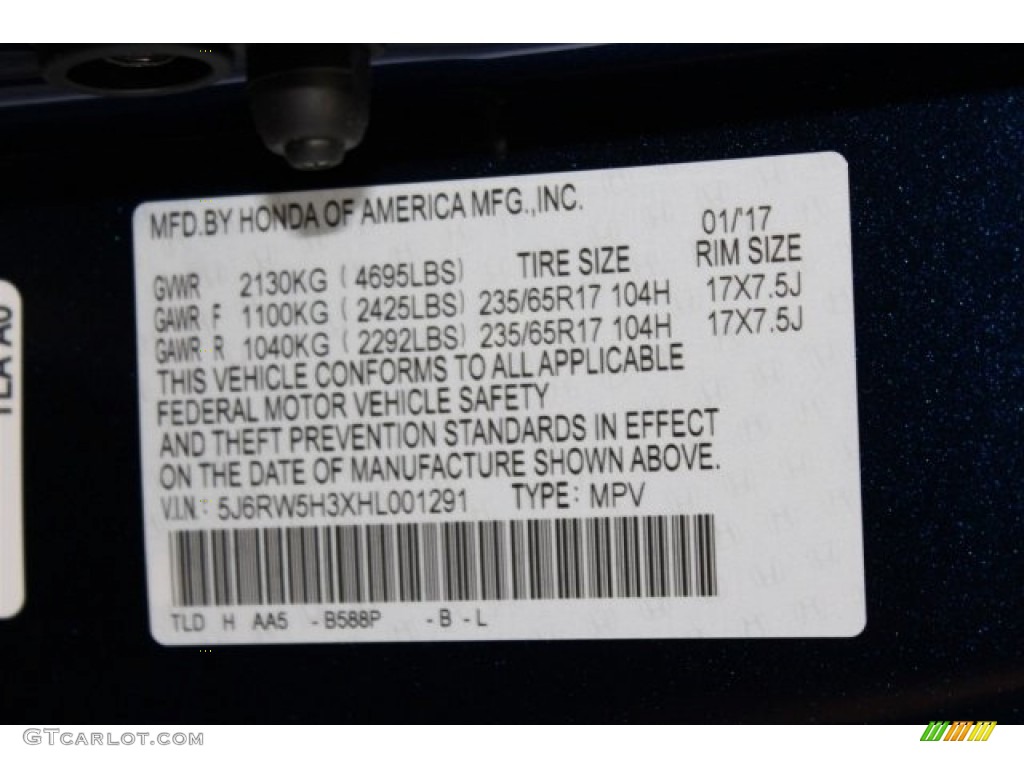 MFD.BY HONDA OF AMERICA MFG.,INC.
01/'17
GVWR 2130KG ( 4695LBS) TIRE SIZE RIM SIZE
GAWR F 1100KG ( 2425LBS) 235/65R17 104H 17X7.5J
GAWR R 1040KG ( 2292LBS) 235/65R17 104H 17X7.5J
THIS VEHICLE CONFORMS TO ALL APPLICABLE
FEDERAL MOTOR VEHICLE SAFETY
AND THEFT PREVENTION STANDARDS IN EFFECT
ON THE DATE OF MANUFACTURE SHOWN ABOVE.
V.I.N.: 5J6RW5H3XHL001291 TYPE: MPV
TLD H AA5 - B588P - B - L
TLA A0
GTCARLOT.COM